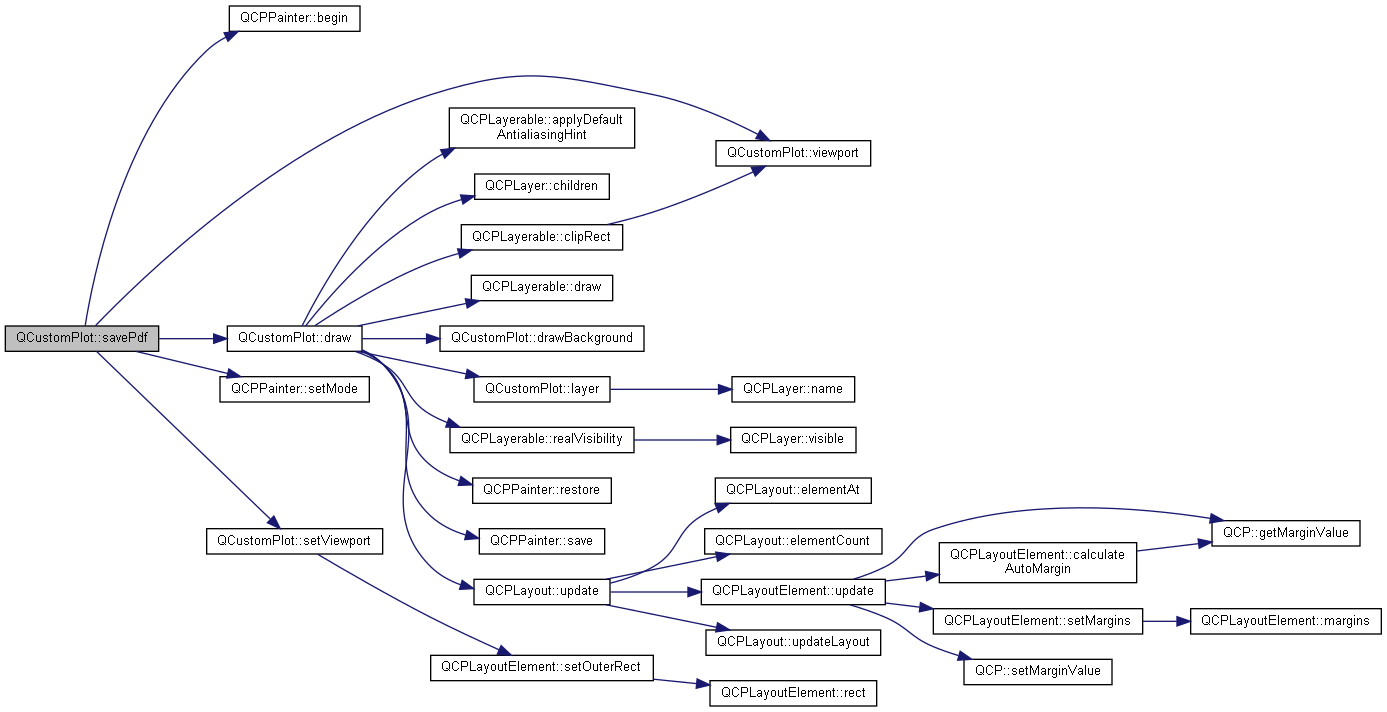 QCPPainter::begin
QCPLayerable::applyDefault
AntialiasingHint
QCustomPlot::viewport
QCPLayer::children
QCPLayerable::clipRect
QCPLayerable::draw
QCustomPlot::savePdf
QCustomPlot::draw
QCustomPlot::drawBackground
QCPPainter::setMode
QCustomPlot::layer
QCPLayer::name
QCPLayerable::realVisibility
QCPLayer::visible
QCPPainter::restore
QCPLayout::elementAt
QCustomPlot::setViewport
QCPPainter::save
QCPLayout::elementCount
QCP::getMarginValue
QCPLayoutElement::calculate
AutoMargin
QCPLayout::update
QCPLayoutElement::update
QCPLayoutElement::setMargins
QCPLayoutElement::margins
QCPLayout::updateLayout
QCPLayoutElement::setOuterRect
QCP::setMarginValue
QCPLayoutElement::rect